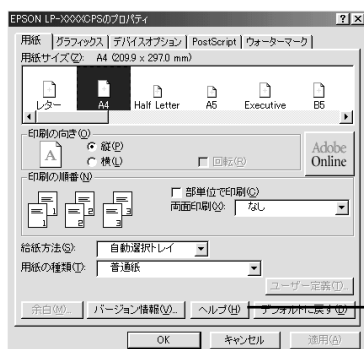 EPSON LP-XXXXCPSのプロパティ
用紙 グラフィックス デバイスオプション PostScript ウォーターマーク
用紙サイズ(Z): A4 (209.9 x 297.0 mm)
レター A4 Half Letter A5 Executive B5
印刷の向き(O)
A 縦(P)
横(L) 回転(R)
Adobe
Online
印刷の順番(N)
部単位で印刷(C)
両面印刷(X): なし
1 1 2 2 3 3
給紙方法(S): 自動選択トレイ
用紙の種類(T): 普通紙
ユーザー定義(I)...
余白(M)... バージョン情報(V)... ヘルプ(H) デフォルトに戻す(D)
OK キャンセル 適用(A)